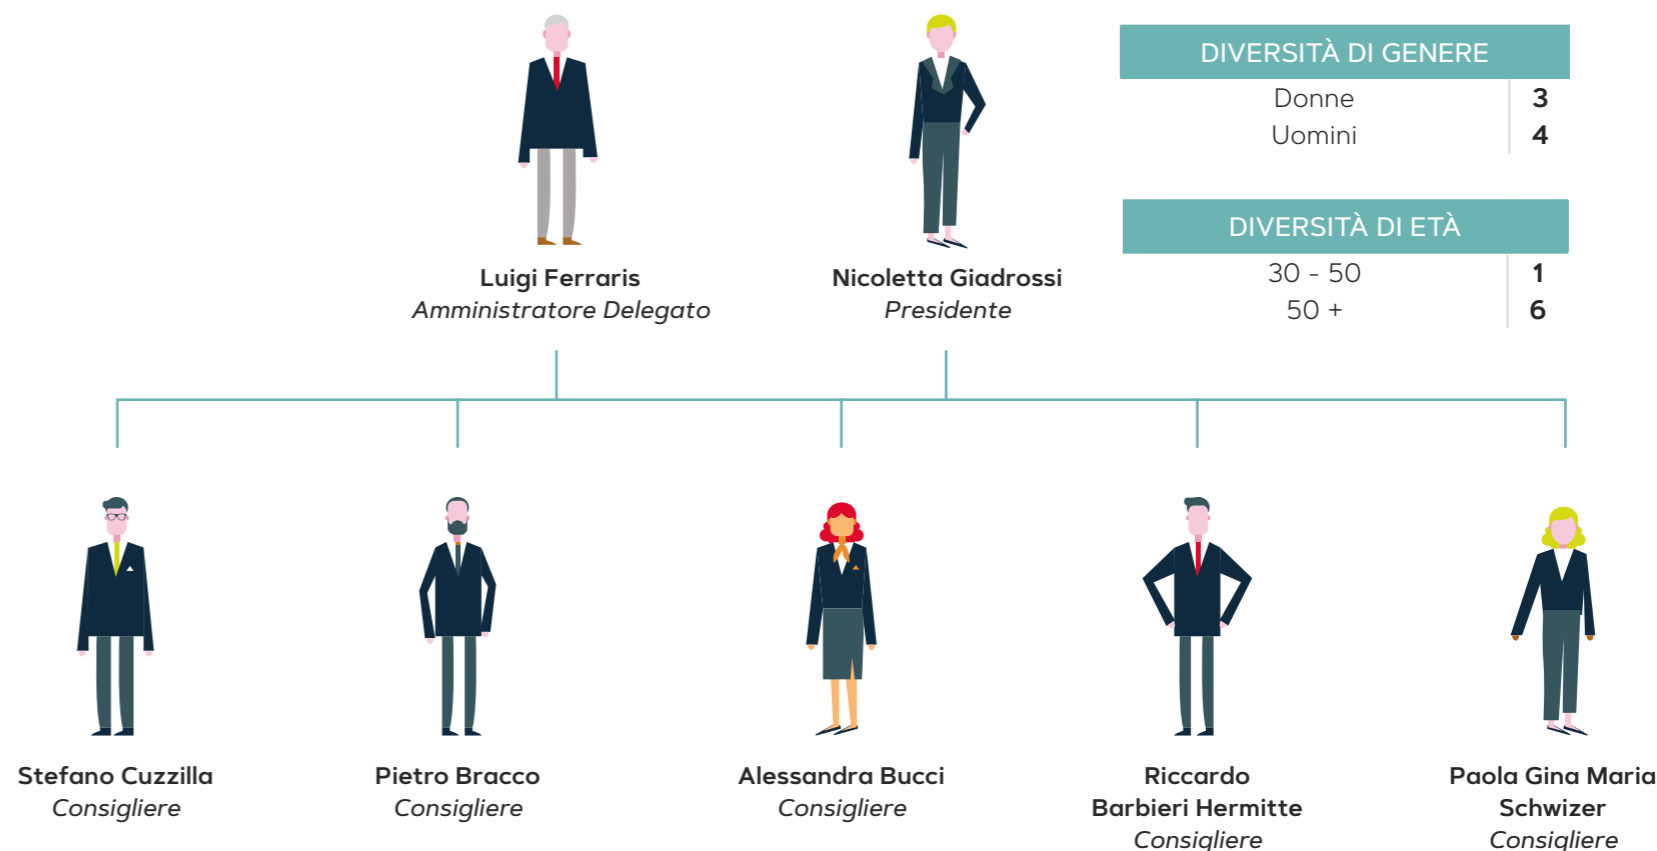 DIVERSITÀ DI GENERE
Donne 3
Uomini 4
DIVERSITÀ DI ETÀ
30 - 50 1
50 + 6
Luigi Ferraris
Amministratore Delegato
Nicoletta Giadrossi
Presidente
Stefano Cuzzilla
Consigliere
Pietro Bracco
Consigliere
Alessandra Bucci
Consigliere
Riccardo
Barbieri Hermitte
Consigliere
Paola Gina Maria
Schwizer
Consigliere